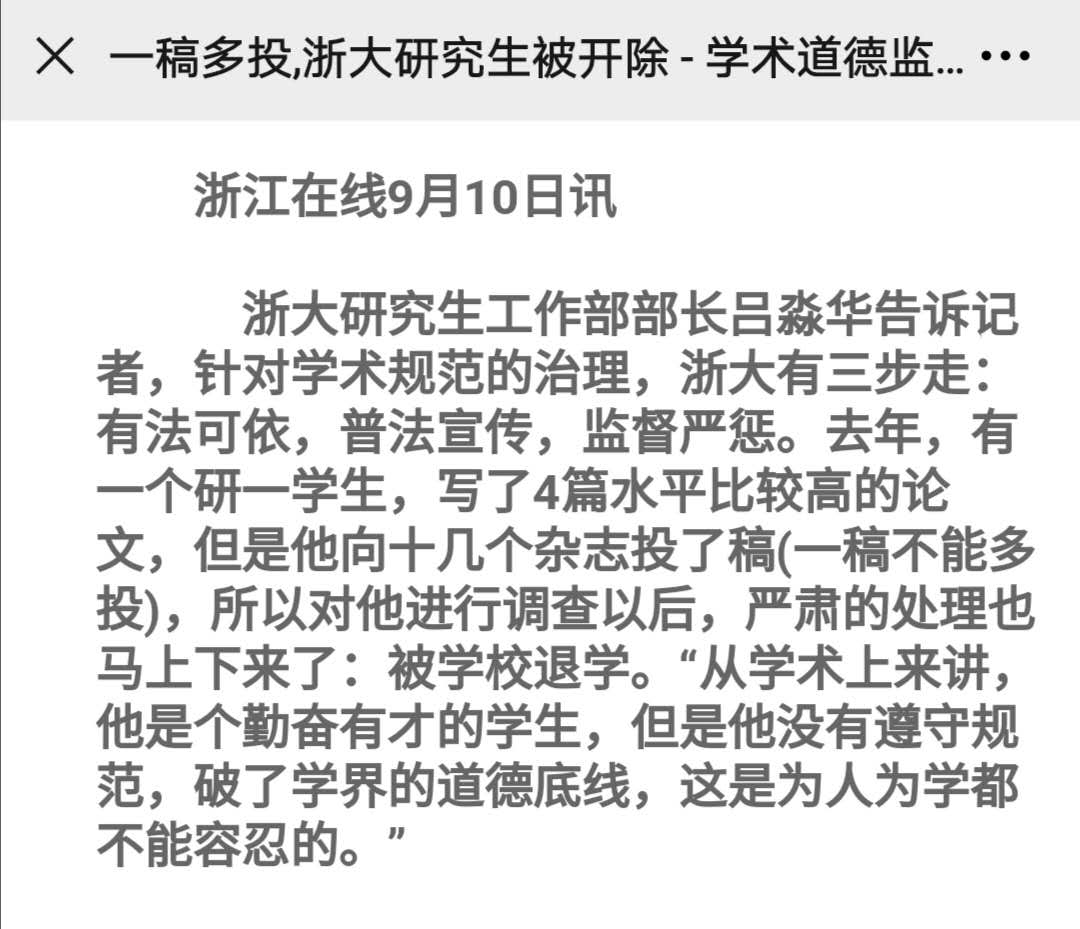 一稿多投,浙大研究生被开除 - 学术道德监... •••
浙江在线9月10日讯
浙大研究生工作部部长吕淼华告诉记
者，针对学术规范的治理，浙大有三步走：
有法可依，普法宣传，监督严惩。去年，有
一个研一学生，写了4篇水平比较高的论
文，但是他向十几个杂志投了稿(一稿不能多
投)，所以对他进行调查以后，严肃的处理也
马上下来了：被学校退学。“从学术上来讲，
他是个勤奋有才的学生，但是他没有遵守规
范，破了学界的道德底线，这是为人为学都
不能容忍的。”